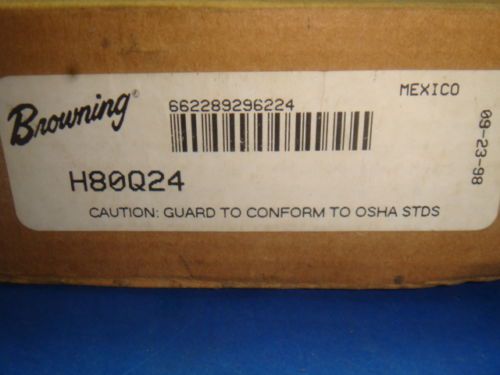 Browning®
662289296224
MEXICO
09-23-98
H80Q24
CAUTION: GUARD TO CONFORM TO OSHA STDS